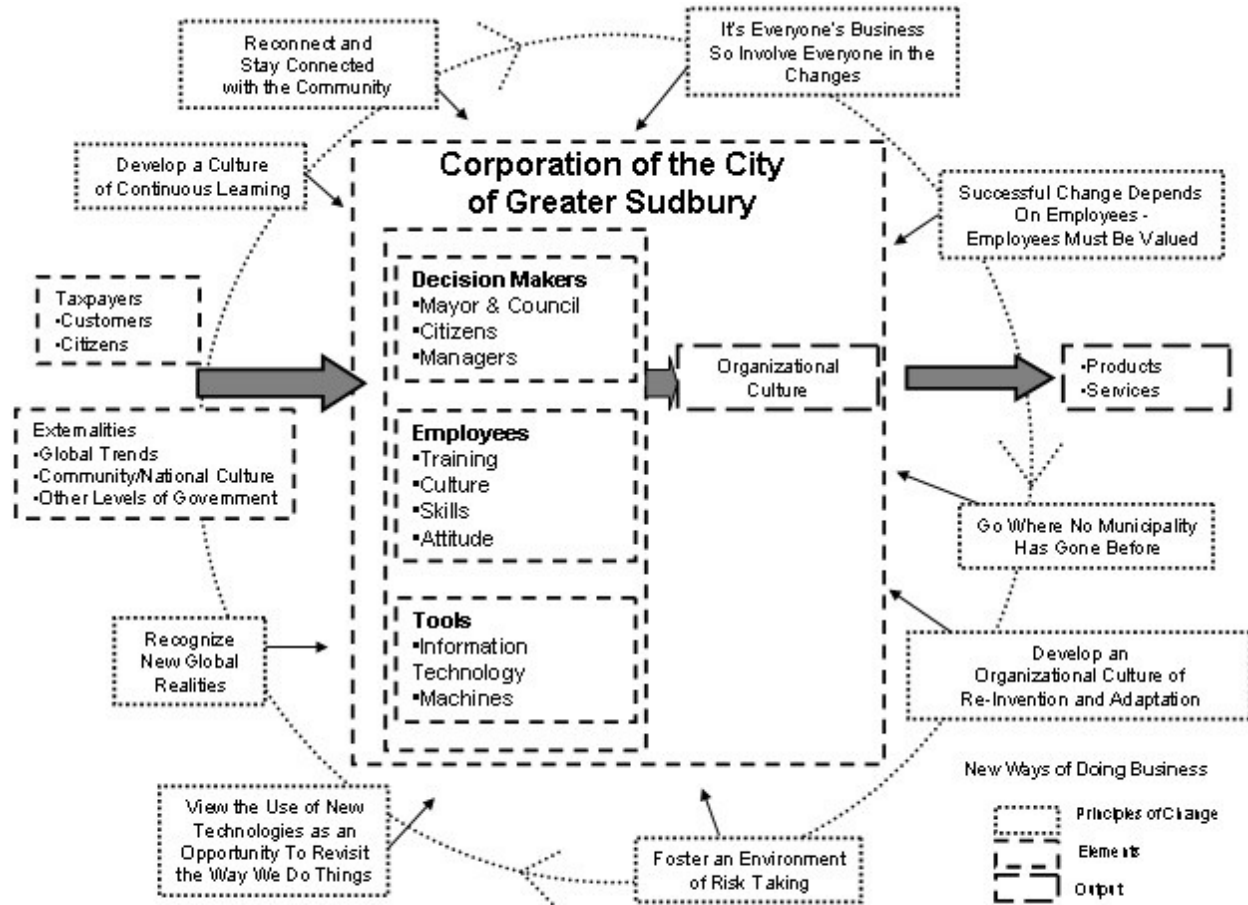 Reconnect and
Stay Connected
with the Community
It's Everyone's Business
So Involve Everyone in the
Changes
Develop a Culture
of Continuous Learning
Corporation of the City
of Greater Sudbury
Successful Change Depends
On Employees -
Employees Must Be Valued
Taxpayers
▪Customers
▪Citizens
Decision Makers
▪Mayor & Council
▪Citizens
▪Managers
Organizational
Culture
▪Products
▪Services
Externalities
▪Global Trends
▪Community/National Culture
▪Other Levels of Government
Employees
▪Training
▪Culture
▪Skills
▪Attitude
Go Where No Municipality
Has Gone Before
Recognize
New Global
Realities
Tools
▪Information
Technology
▪Machines
Develop an
Organizational Culture of
Re-Invention and Adaptation
View the Use of New
Technologies as an
Opportunity To Revisit
the Way We Do Things
Foster an Environment
of Risk Taking
New Ways of Doing Business
Principles of Change
Elements
Output